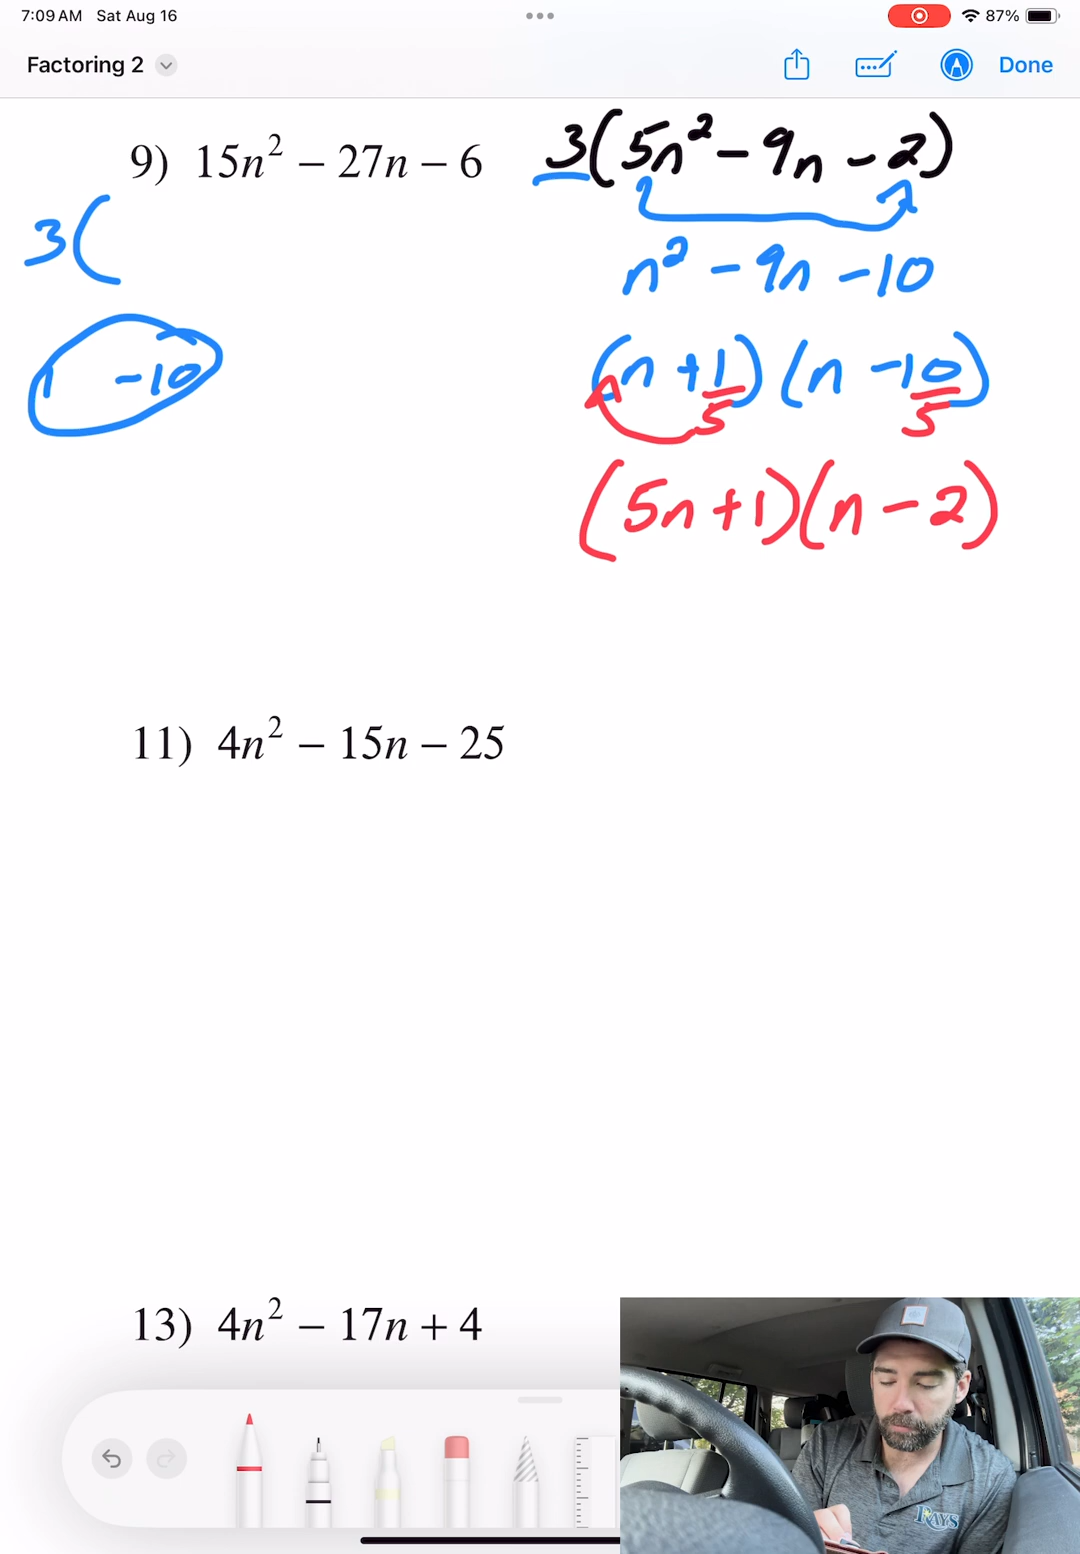 7:09 AM Sat Aug 16
87%
Factoring 2
Done
9) 15n² − 27n − 6
3(5n² − 9n − 2)
3(
n² − 9n − 10
1 −10
(n + 1/5)(n − 10/5)
(5n + 1)(n − 2)
11) 4n² − 15n − 25
13) 4n² − 17n + 4
RAYS